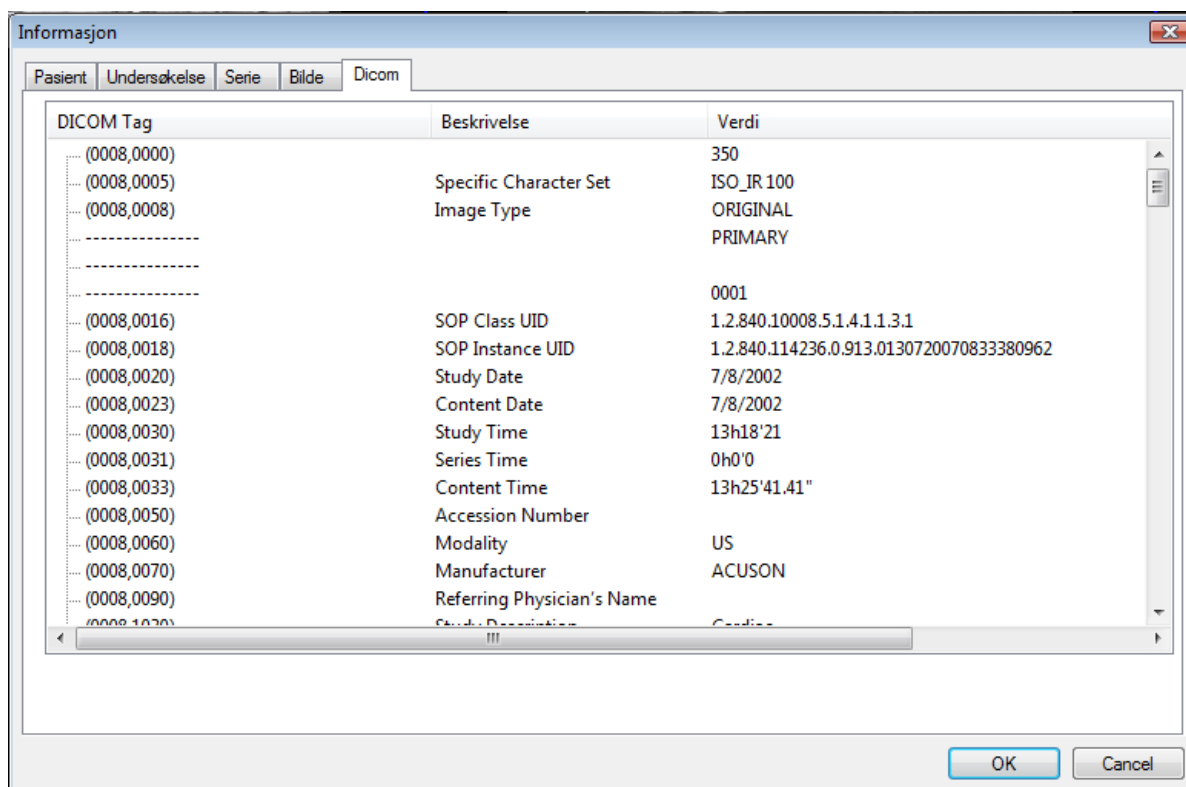 Informasjon
Pasient Undersøkelse Serie Bilde Dicom
DICOM Tag Beskrivelse Verdi
(0008,0000) 350
(0008,0005) Specific Character Set ISO_IR 100
(0008,0008) Image Type ORIGINAL
--------------- PRIMARY
---------------
--------------- 0001
(0008,0016) SOP Class UID 1.2.840.10008.5.1.4.1.1.3.1
(0008,0018) SOP Instance UID 1.2.840.114236.0.913.0130720070833380962
(0008,0020) Study Date 7/8/2002
(0008,0023) Content Date 7/8/2002
(0008,0030) Study Time 13h18'21
(0008,0031) Series Time 0h0'0
(0008,0033) Content Time 13h25'41.41"
(0008,0050) Accession Number
(0008,0060) Modality US
(0008,0070) Manufacturer ACUSON
(0008,0090) Referring Physician's Name
(0008,1030) Study Description Cardiac
OK Cancel